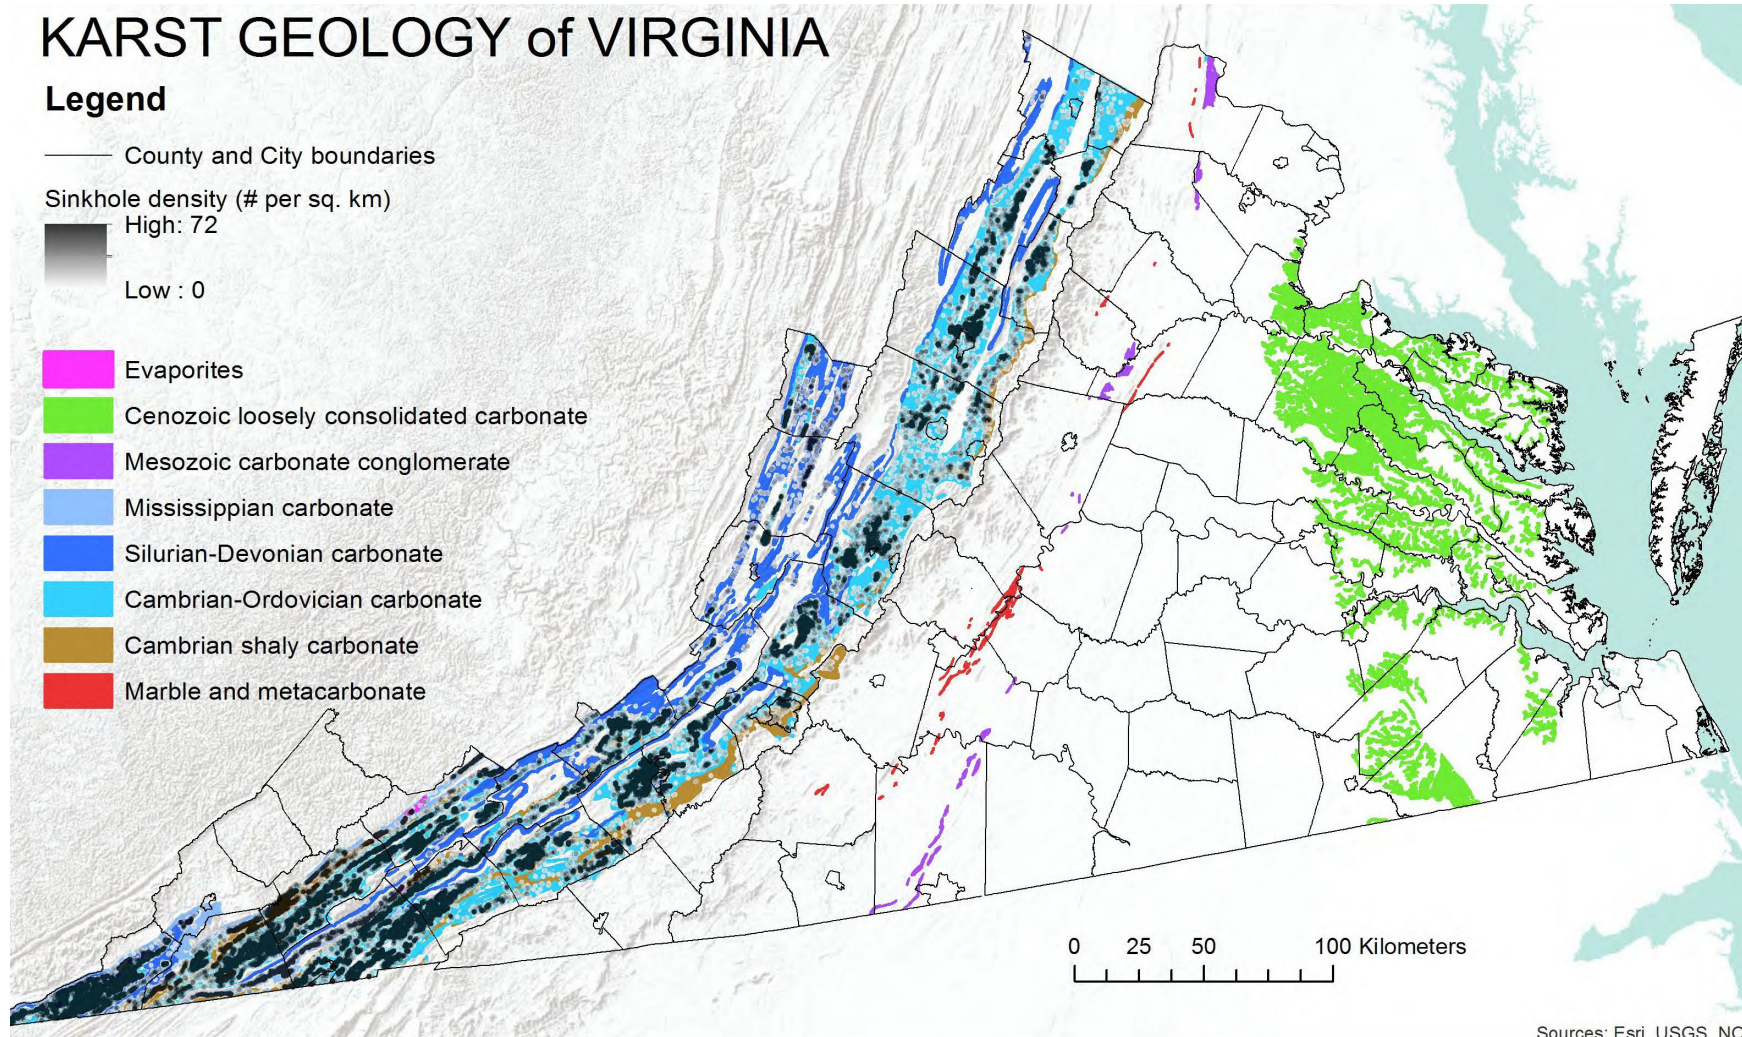 KARST GEOLOGY of VIRGINIA
Legend
County and City boundaries
Sinkhole density (# per sq. km)
High: 72
Low : 0
Evaporites
Cenozoic loosely consolidated carbonate
Mesozoic carbonate conglomerate
Mississippian carbonate
Silurian-Devonian carbonate
Cambrian-Ordovician carbonate
Cambrian shaly carbonate
Marble and metacarbonate
0 25 50 100 Kilometers
Sources: Esri, USGS, NO